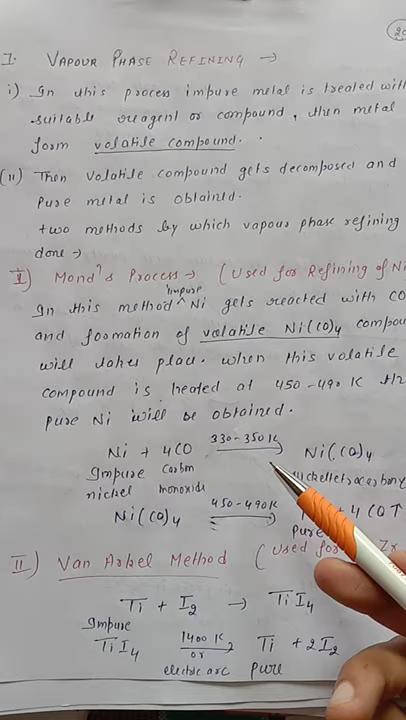 I. VAPOUR PHASE REFINING →
i) In this process impure metal is treated with
suitable reagent or compound, then metal
form volatile compound.
(ii) Then volatile compound gets decomposed and
pure metal is obtained.
two methods by which vapour phase refining
done →
I) Mond's Process → (Used for Refining of Ni
In this method ^impure Ni gets reacted with CO
and formation of volatile Ni(CO)4 compou
will takes place. when this volatile
compound is heated at 450-490 K the
pure Ni will be obtained.
Ni + 4CO 330-350 K → Ni(CO)4
Impure nickel Carbon monoxide
Ni(CO)4 450-490K → + 4CO↑
pure
II) Van Arkel Method (Used for Zr
Ti + I2 → TiI4
Impure
TiI4 1400 K or electric arc → Ti + 2I2
pure